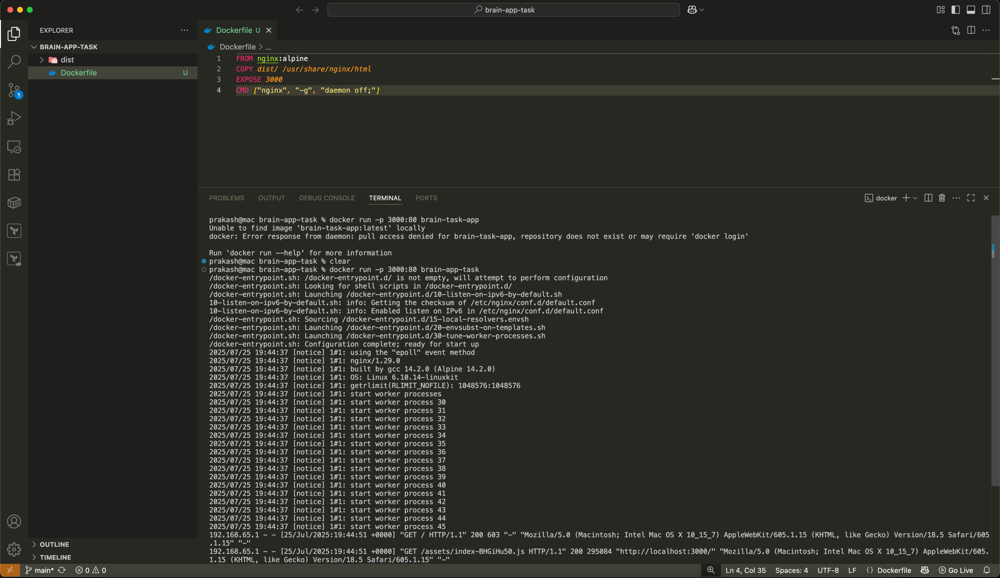 brain-app-task
EXPLORER
BRAIN-APP-TASK
dist
Dockerfile U
1
OUTLINE
TIMELINE
Dockerfile U
Dockerfile > ...
1 FROM nginx:alpine
2 COPY dist/ /usr/share/nginx/html
3 EXPOSE 3000
4 CMD ["nginx", "-g", "daemon off;"]
PROBLEMS OUTPUT DEBUG CONSOLE TERMINAL PORTS
docker
prakash@mac brain-app-task % docker run -p 3000:80 brain-task-app
Unable to find image 'brain-task-app:latest' locally
docker: Error response from daemon: pull access denied for brain-task-app, repository does not exist or may require 'docker login'
Run 'docker run --help' for more information
prakash@mac brain-app-task % clear
prakash@mac brain-app-task % docker run -p 3000:80 brain-app-task
/docker-entrypoint.sh: /docker-entrypoint.d/ is not empty, will attempt to perform configuration
/docker-entrypoint.sh: Looking for shell scripts in /docker-entrypoint.d/
/docker-entrypoint.sh: Launching /docker-entrypoint.d/10-listen-on-ipv6-by-default.sh
10-listen-on-ipv6-by-default.sh: info: Getting the checksum of /etc/nginx/conf.d/default.conf
10-listen-on-ipv6-by-default.sh: info: Enabled listen on IPv6 in /etc/nginx/conf.d/default.conf
/docker-entrypoint.sh: Sourcing /docker-entrypoint.d/15-local-resolvers.envsh
/docker-entrypoint.sh: Launching /docker-entrypoint.d/20-envsubst-on-templates.sh
/docker-entrypoint.sh: Launching /docker-entrypoint.d/30-tune-worker-processes.sh
/docker-entrypoint.sh: Configuration complete; ready for start up
2025/07/25 19:44:37 [notice] 1#1: using the "epoll" event method
2025/07/25 19:44:37 [notice] 1#1: nginx/1.29.0
2025/07/25 19:44:37 [notice] 1#1: built by gcc 14.2.0 (Alpine 14.2.0)
2025/07/25 19:44:37 [notice] 1#1: OS: Linux 6.10.14-linuxkit
2025/07/25 19:44:37 [notice] 1#1: getrlimit(RLIMIT_NOFILE): 1048576:1048576
2025/07/25 19:44:37 [notice] 1#1: start worker processes
2025/07/25 19:44:37 [notice] 1#1: start worker process 30
2025/07/25 19:44:37 [notice] 1#1: start worker process 31
2025/07/25 19:44:37 [notice] 1#1: start worker process 32
2025/07/25 19:44:37 [notice] 1#1: start worker process 33
2025/07/25 19:44:37 [notice] 1#1: start worker process 34
2025/07/25 19:44:37 [notice] 1#1: start worker process 35
2025/07/25 19:44:37 [notice] 1#1: start worker process 36
2025/07/25 19:44:37 [notice] 1#1: start worker process 37
2025/07/25 19:44:37 [notice] 1#1: start worker process 38
2025/07/25 19:44:37 [notice] 1#1: start worker process 39
2025/07/25 19:44:37 [notice] 1#1: start worker process 40
2025/07/25 19:44:37 [notice] 1#1: start worker process 41
2025/07/25 19:44:37 [notice] 1#1: start worker process 42
2025/07/25 19:44:37 [notice] 1#1: start worker process 43
2025/07/25 19:44:37 [notice] 1#1: start worker process 44
2025/07/25 19:44:37 [notice] 1#1: start worker process 45
192.168.65.1 - - [25/Jul/2025:19:44:51 +0000] "GET / HTTP/1.1" 200 603 "-" "Mozilla/5.0 (Macintosh; Intel Mac OS X 10_15_7) AppleWebKit/605.1.15 (KHTML, like Gecko) Version/18.5 Safari/605
.1.15" "-"
192.168.65.1 - - [25/Jul/2025:19:44:51 +0000] "GET /assets/index-BHGiHu50.js HTTP/1.1" 200 295084 "http://localhost:3000/" "Mozilla/5.0 (Macintosh; Intel Mac OS X 10_15_7) AppleWebKit/605.
1.15 (KHTML, like Gecko) Version/18.5 Safari/605.1.15" "-"
main* 0 0 Ln 4, Col 35 Spaces: 4 UTF-8 LF {} Dockerfile Go Live